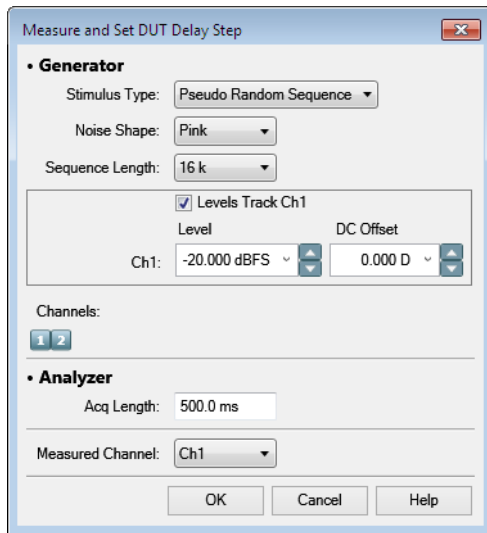 Measure and Set DUT Delay Step
• Generator
Stimulus Type: Pseudo Random Sequence
Noise Shape: Pink
Sequence Length: 16 k
Levels Track Ch1
Level DC Offset
Ch1: -20.000 dBFS 0.000 D
Channels:
1 2
• Analyzer
Acq Length: 500.0 ms
Measured Channel: Ch1
OK Cancel Help